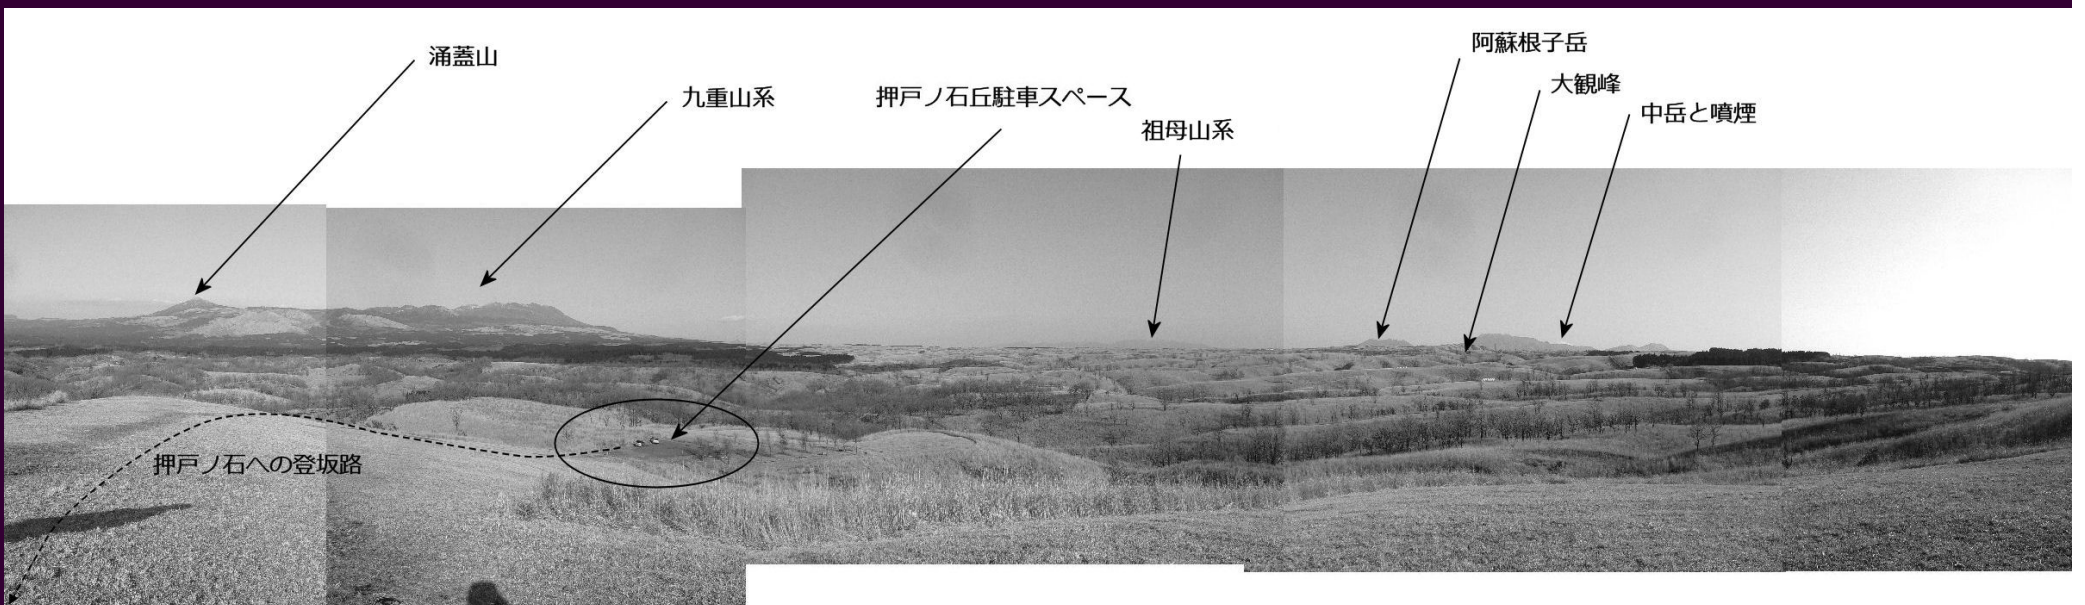 涌蓋山
九重山系
押戸ノ石丘駐車スペース
祖母山系
阿蘇根子岳
大観峰
中岳と噴煙
押戸ノ石への登坂路